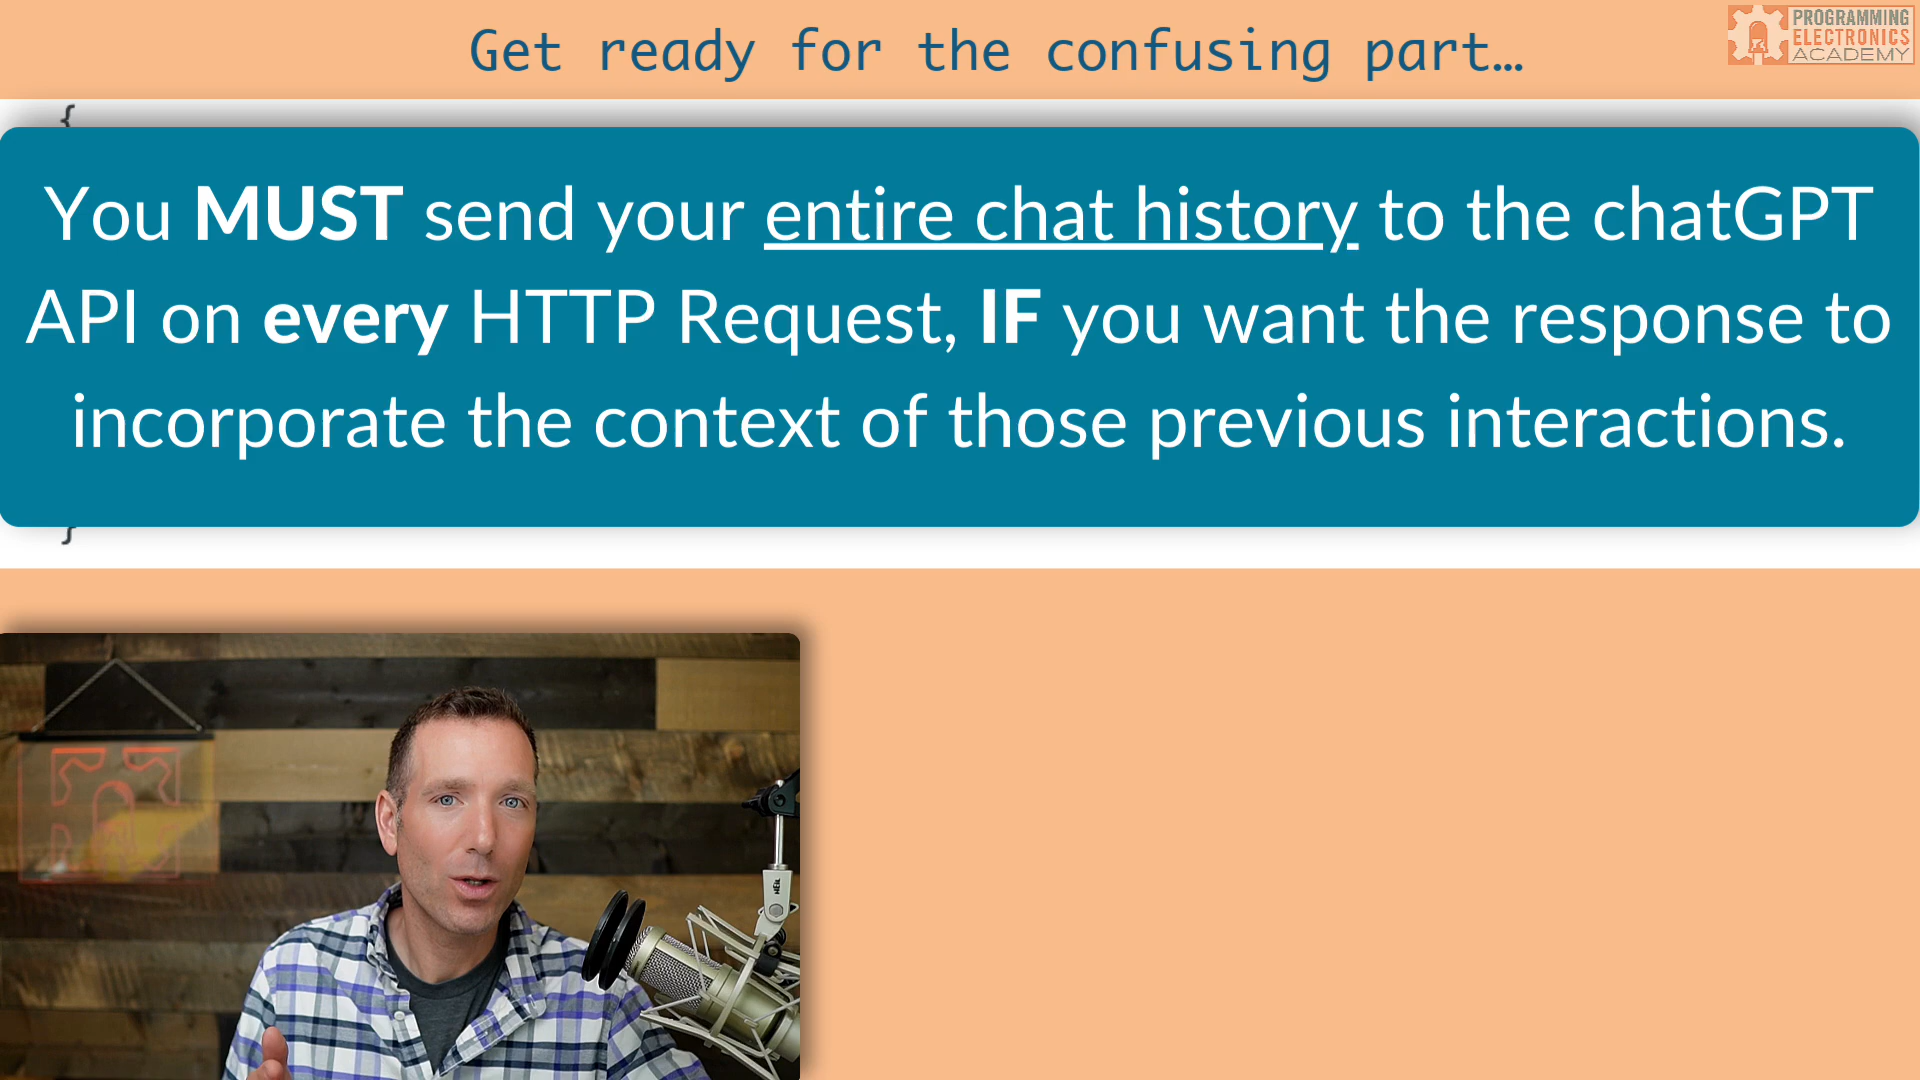 Get ready for the confusing part…
PROGRAMMING
ELECTRONICS
ACADEMY
{
You MUST send your entire chat history to the chatGPT
API on every HTTP Request, IF you want the response to
incorporate the context of those previous interactions.
}